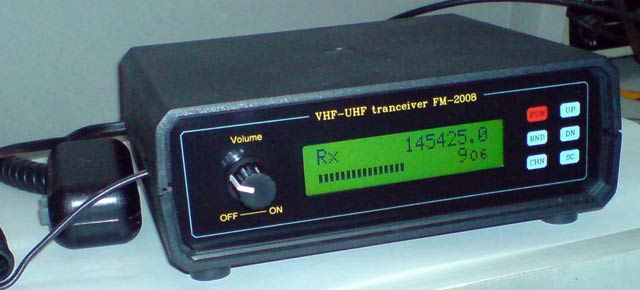 VHF-UHF tranceiver FM-2008
Volume
OFF ON
Rx 145425.0
906
FUN UP
BND DN
CHN SC